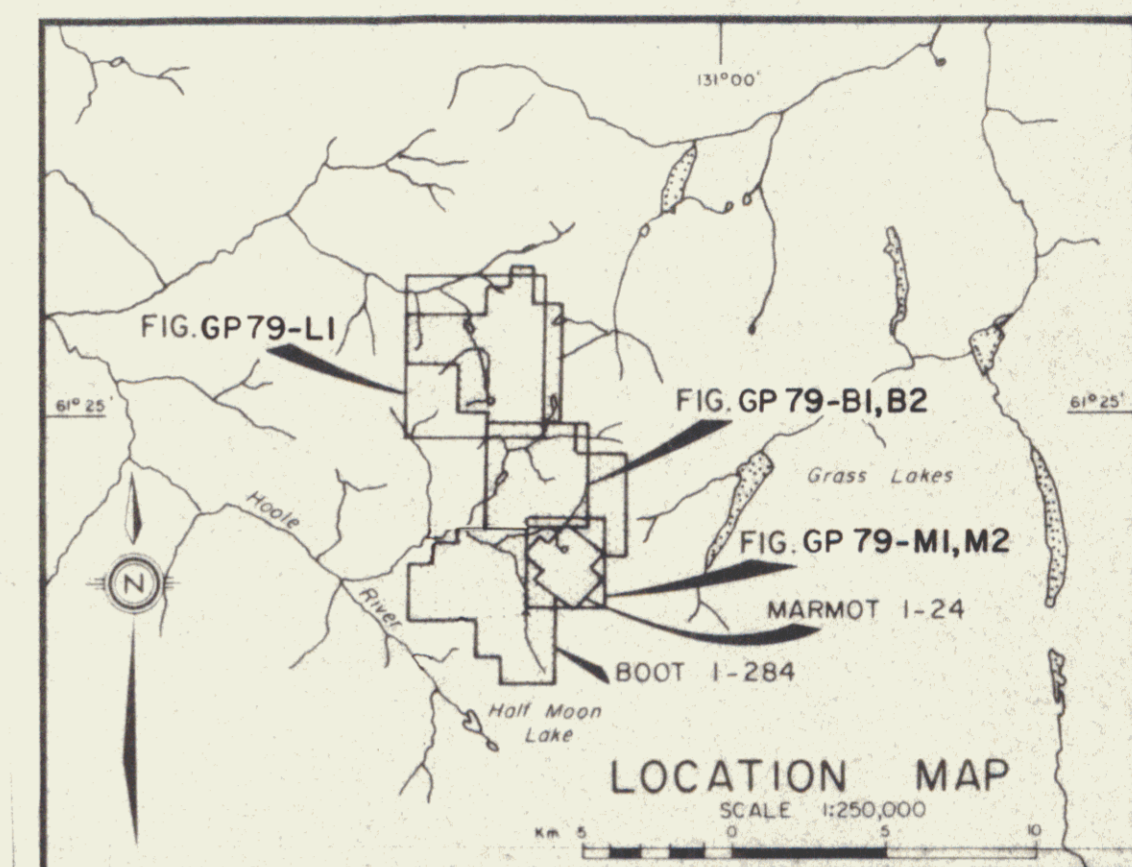 131°00'
FIG. GP 79-L1
61° 25'
FIG. GP 79-B1, B2
61° 25'
Grass Lakes
Hoole
River
FIG. GP 79-M1, M2
N
MARMOT 1-24
BOOT 1-284
Half Moon
Lake
LOCATION MAP
SCALE 1:250,000
Km 5 0 5 10